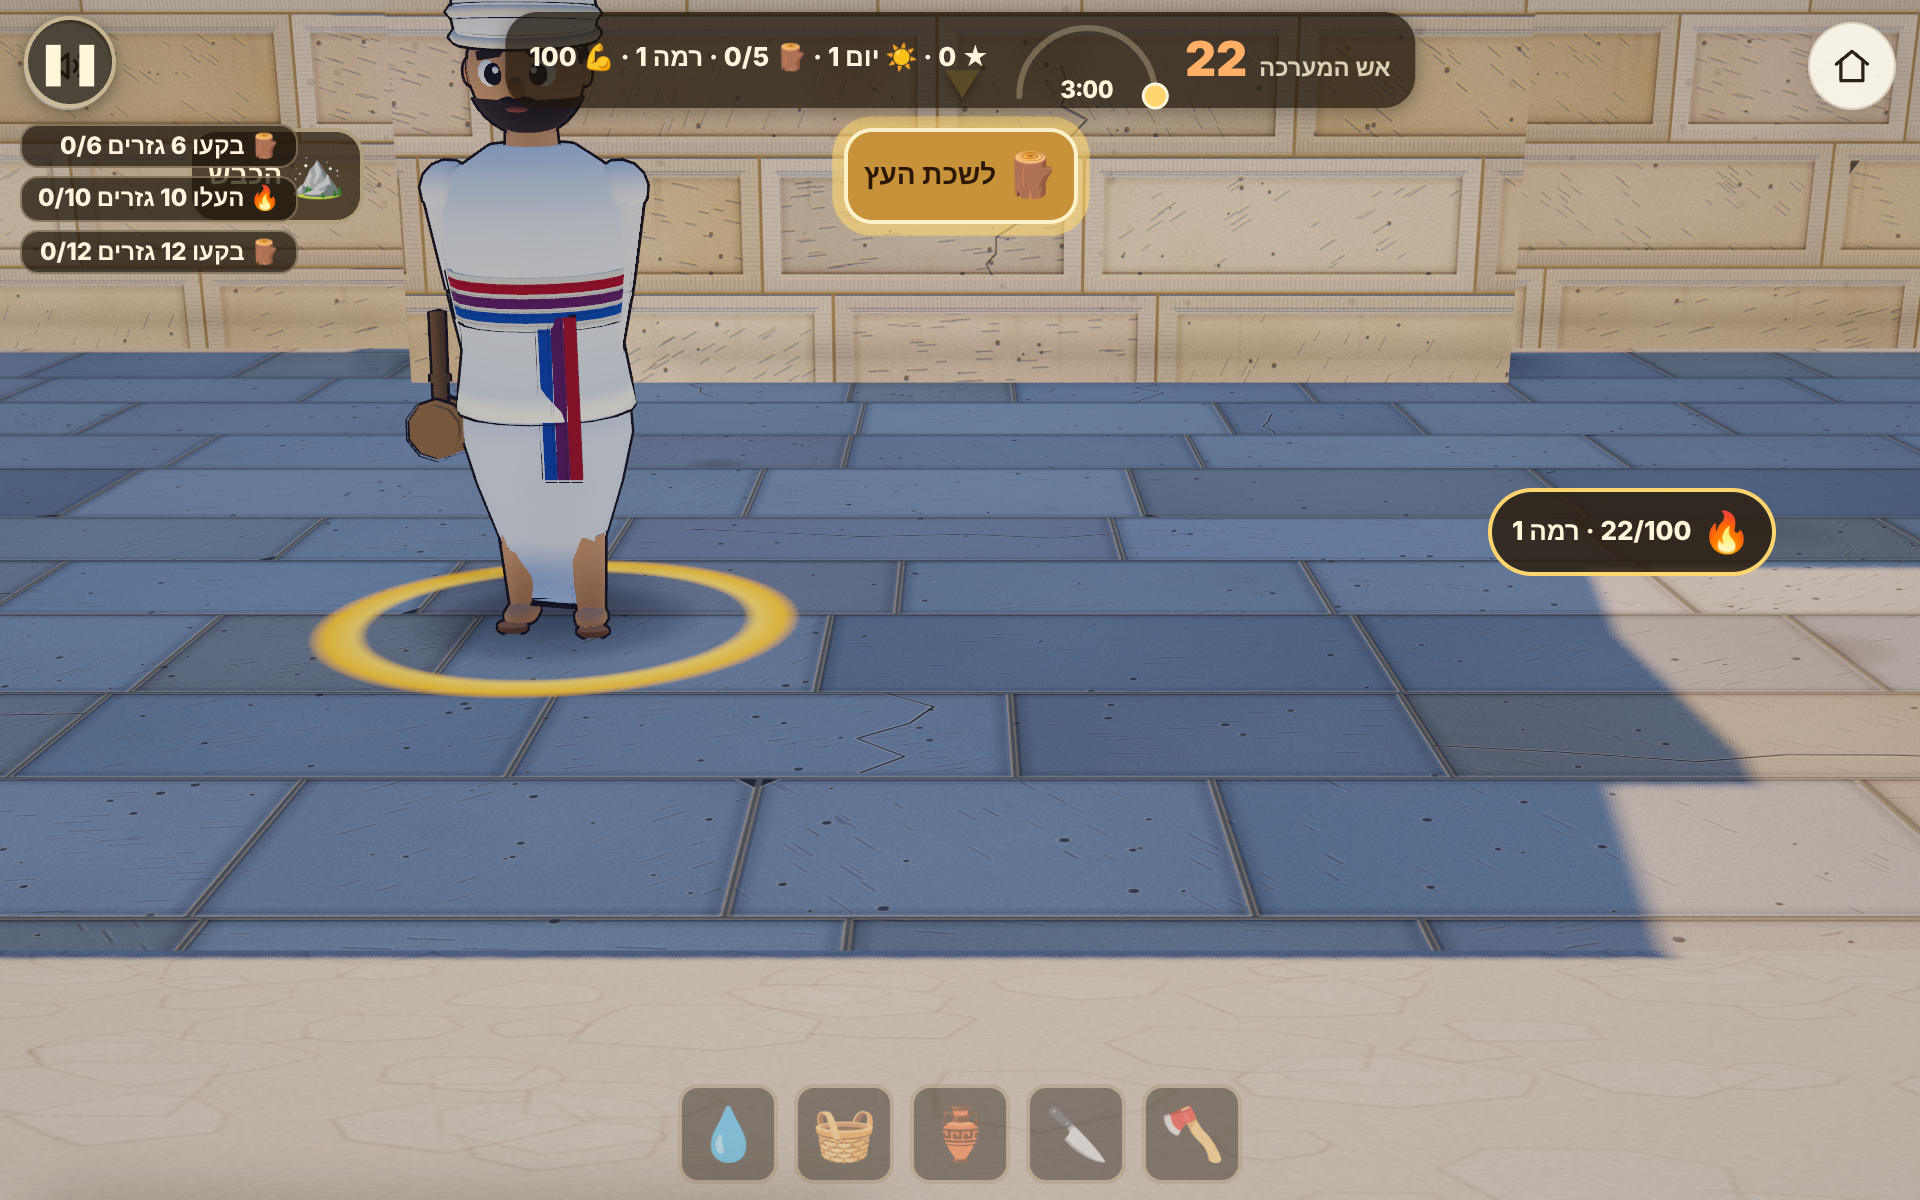 אש המערכה 22
3:00
★ 0 · ☀️ יום 1 · 🪵 0/5 · רמה 1 · 💪 100
🪵 בקעו 6 גזרים 0/6
הכבש
🔥 העלו 10 גזרים 0/10
🪵 בקעו 12 גזרים 0/12
🪵 לשכת העץ
🔥 22/100 · רמה 1